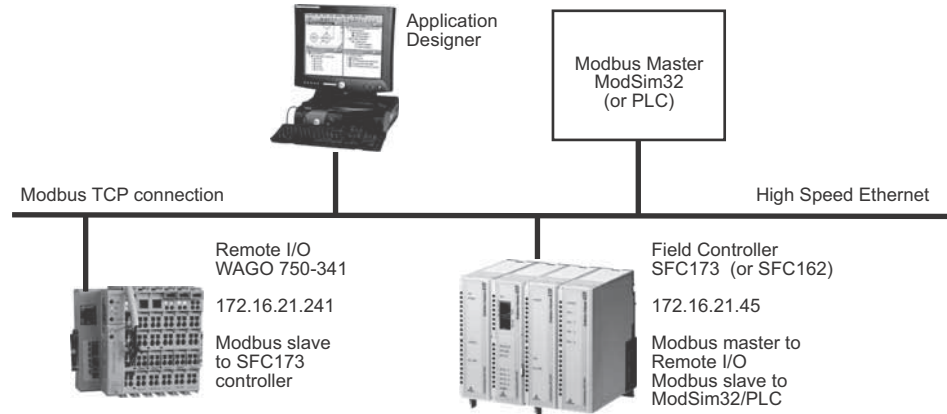 Application
Designer
Modbus Master
ModSim32
(or PLC)
Modbus TCP connection
High Speed Ethernet
Remote I/O
WAGO 750-341
172.16.21.241
Modbus slave
to SFC173
controller
Field Controller
SFC173 (or SFC162)
172.16.21.45
Modbus master to
Remote I/O
Modbus slave to
ModSim32/PLC